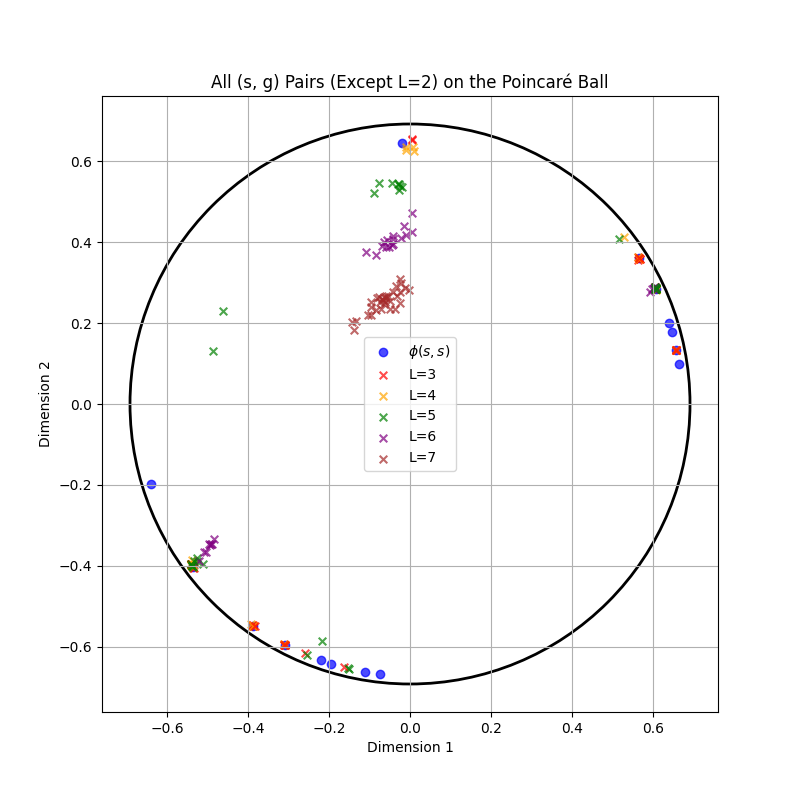 All (s, g) Pairs (Except L=2) on the Poincaré Ball
0.6
0.4
0.2
0.0
−0.2
−0.4
−0.6
Dimension 2
ϕ(s, s)
L=3
L=4
L=5
L=6
L=7
−0.6 −0.4 −0.2 0.0 0.2 0.4 0.6
Dimension 1